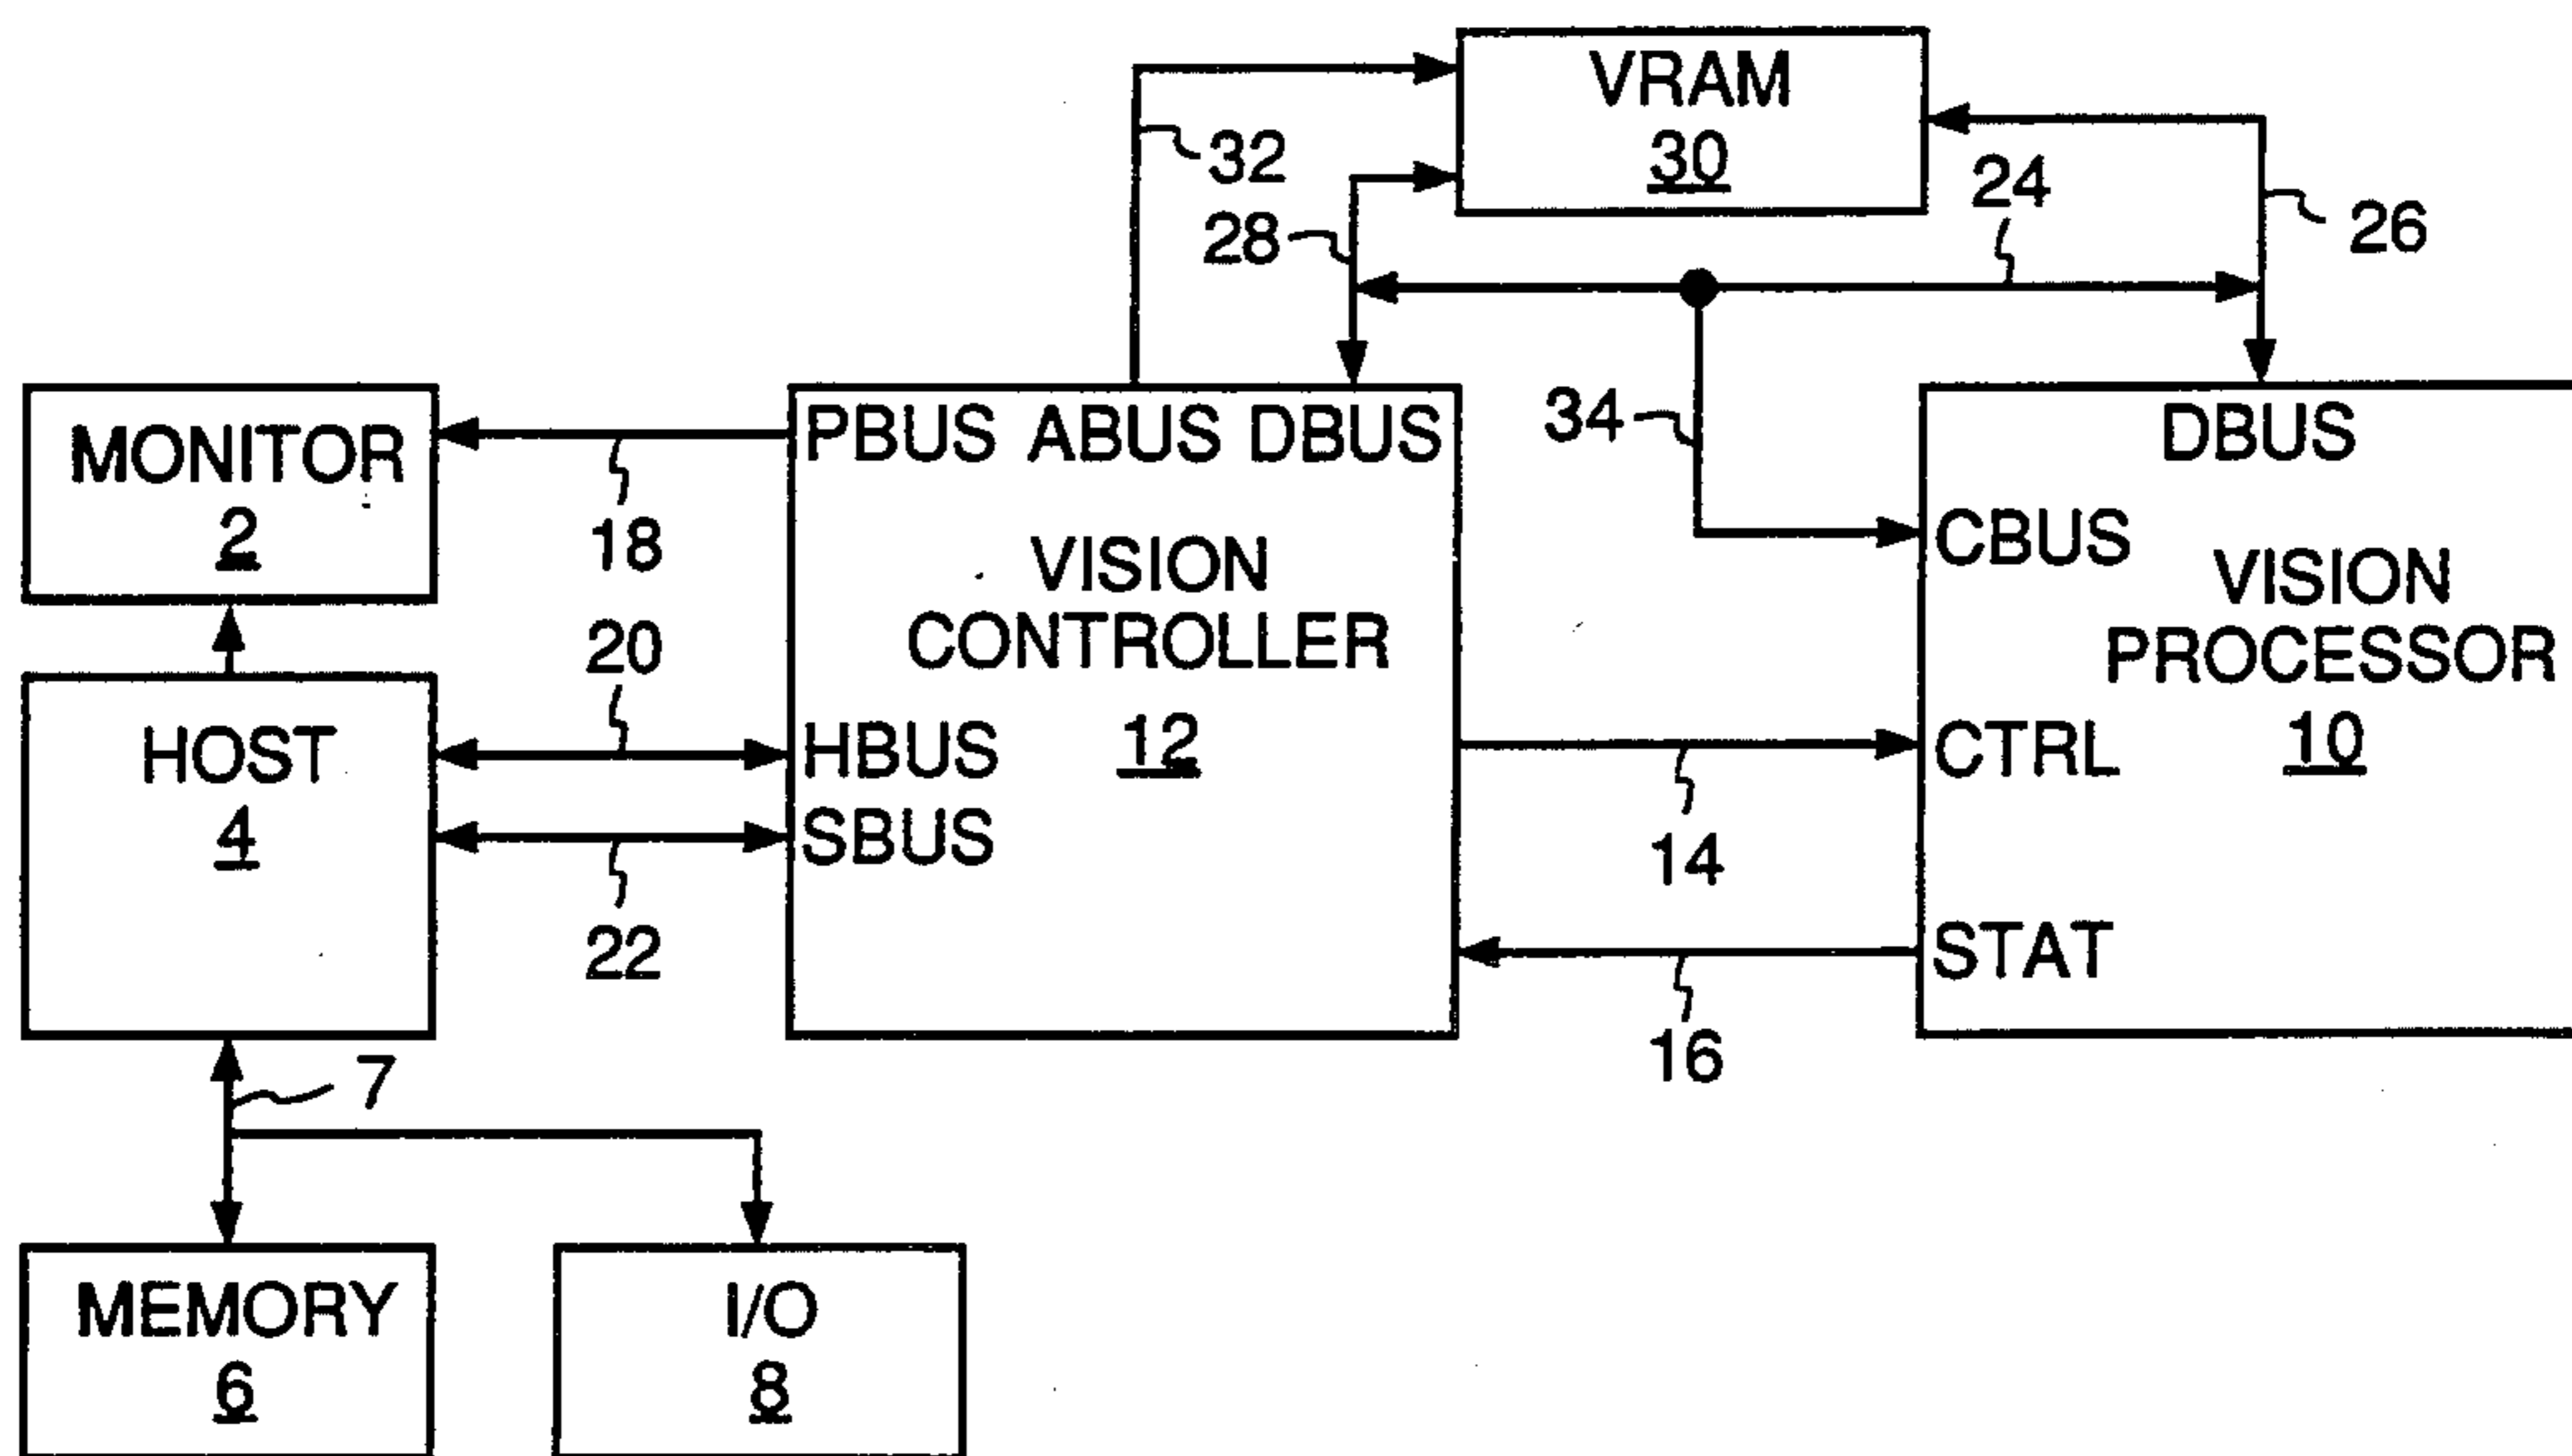 VRAM
30
32
28
24
26
MONITOR
2
18
PBUS ABUS DBUS
VISION
CONTROLLER
12
34
DBUS
CBUS
VISION
PROCESSOR
10
HOST
4
20
HBUS
SBUS
22
14
CTRL
16
STAT
7
MEMORY
6
I/O
8